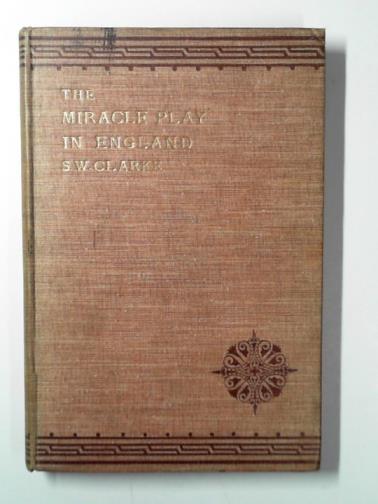 THE
MIRACLE PLAY
IN ENGLAND
S.W.CLARKE